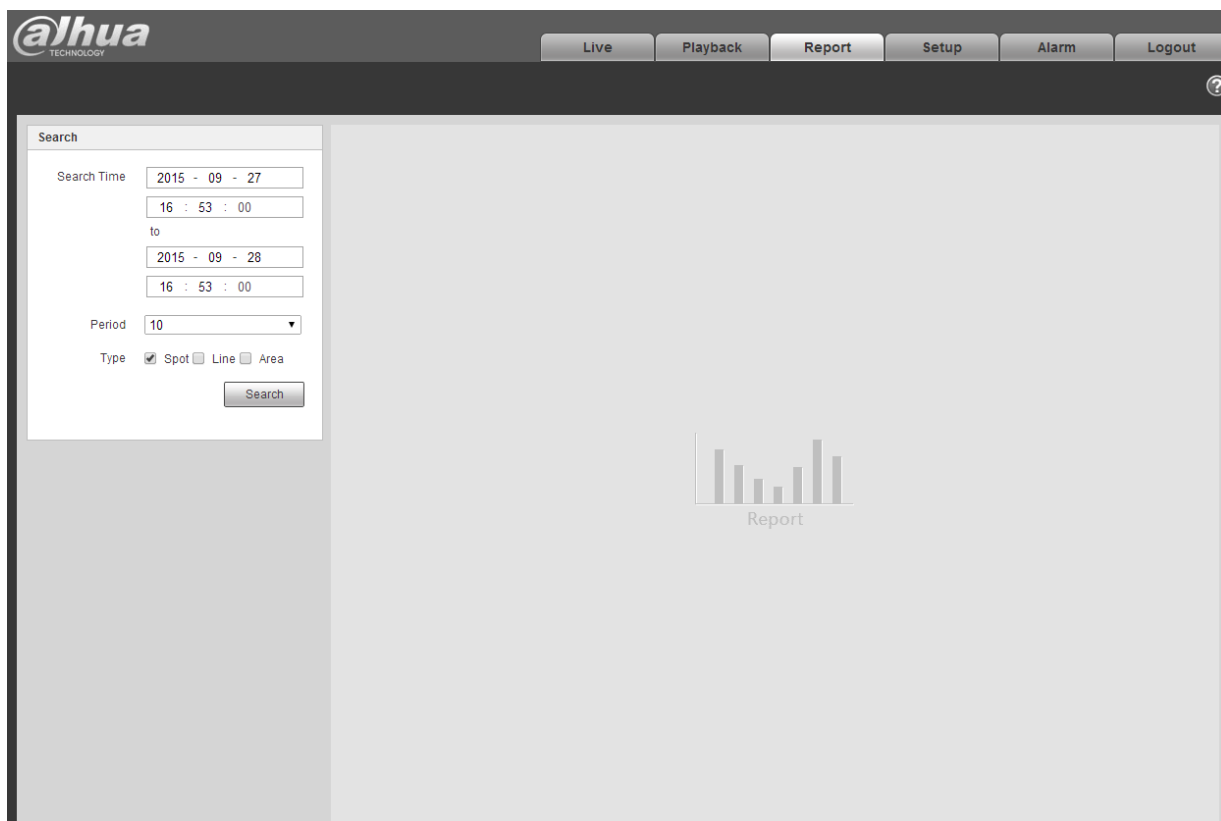 alhua
TECHNOLOGY
Live Playback Report Setup Alarm Logout
?
Search
Search Time 2015 - 09 - 27
16 : 53 : 00
to
2015 - 09 - 28
16 : 53 : 00
Period 10
Type Spot Line Area
Search
Report